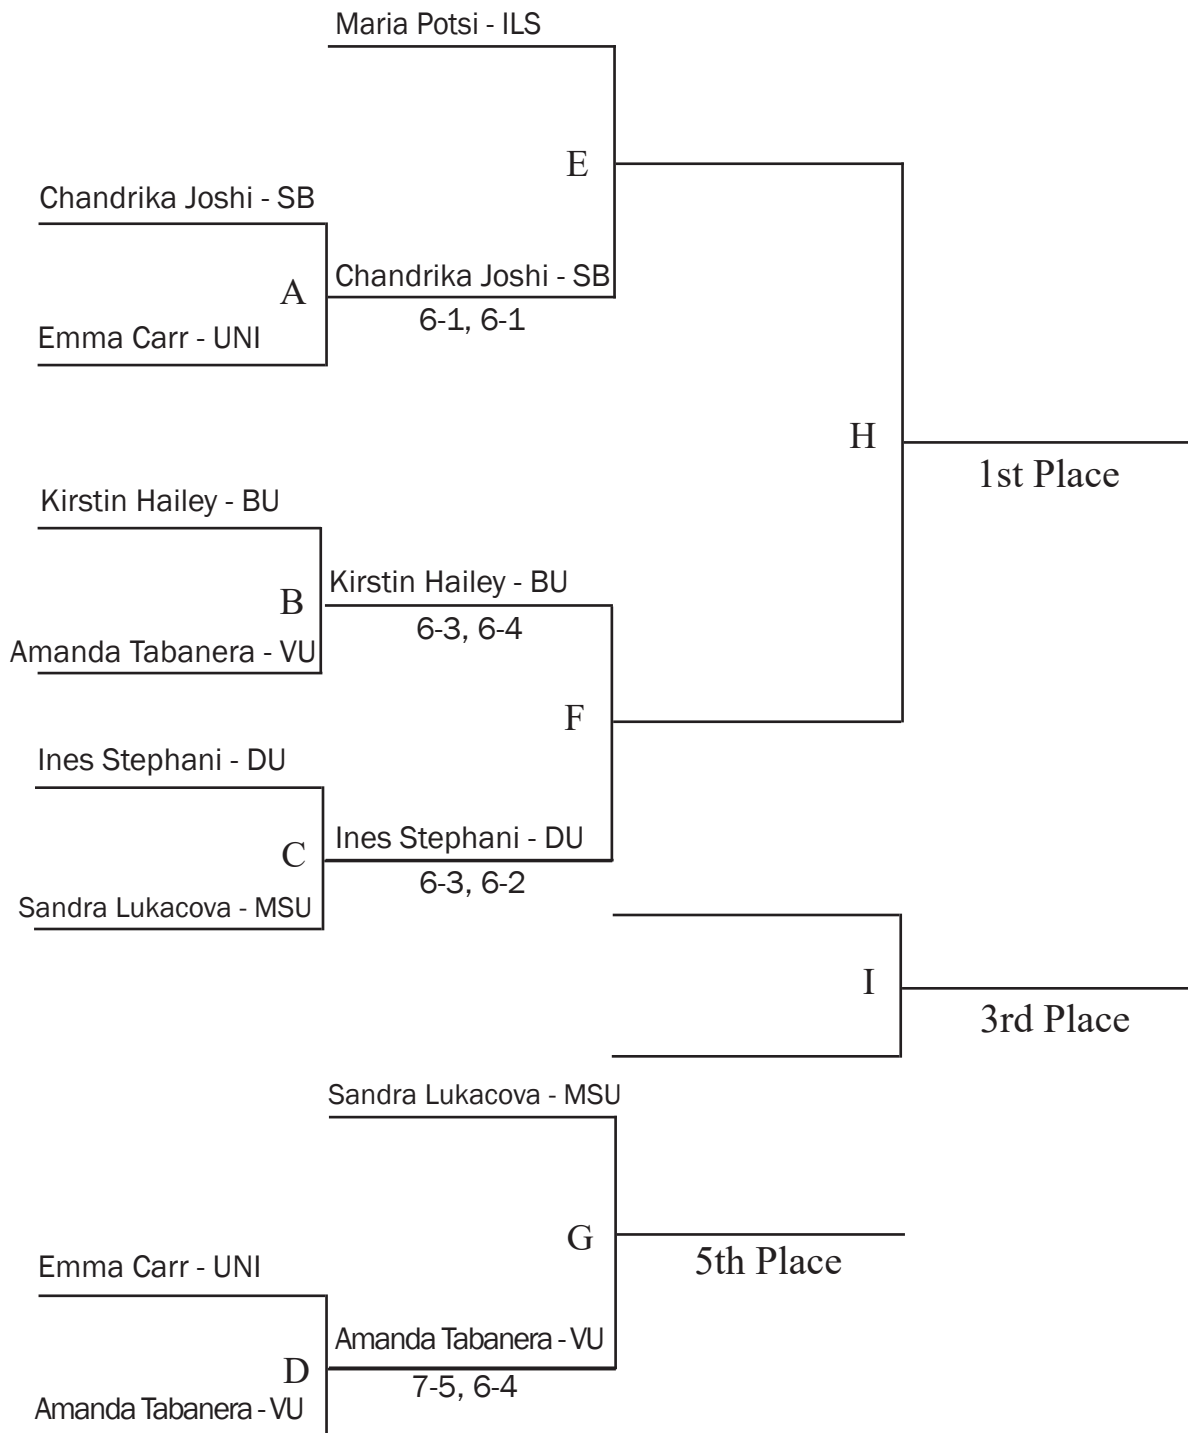 Maria Potsi - ILS
E
Chandrika Joshi - SB
Chandrika Joshi - SB
A
6-1, 6-1
Emma Carr - UNI
H
1st Place
Kirstin Hailey - BU
Kirstin Hailey - BU
B
6-3, 6-4
Amanda Tabanera - VU
F
Ines Stephani - DU
Ines Stephani - DU
C
6-3, 6-2
Sandra Lukacova - MSU
I
3rd Place
Sandra Lukacova - MSU
G
5th Place
Emma Carr - UNI
Amanda Tabanera - VU
D
7-5, 6-4
Amanda Tabanera - VU